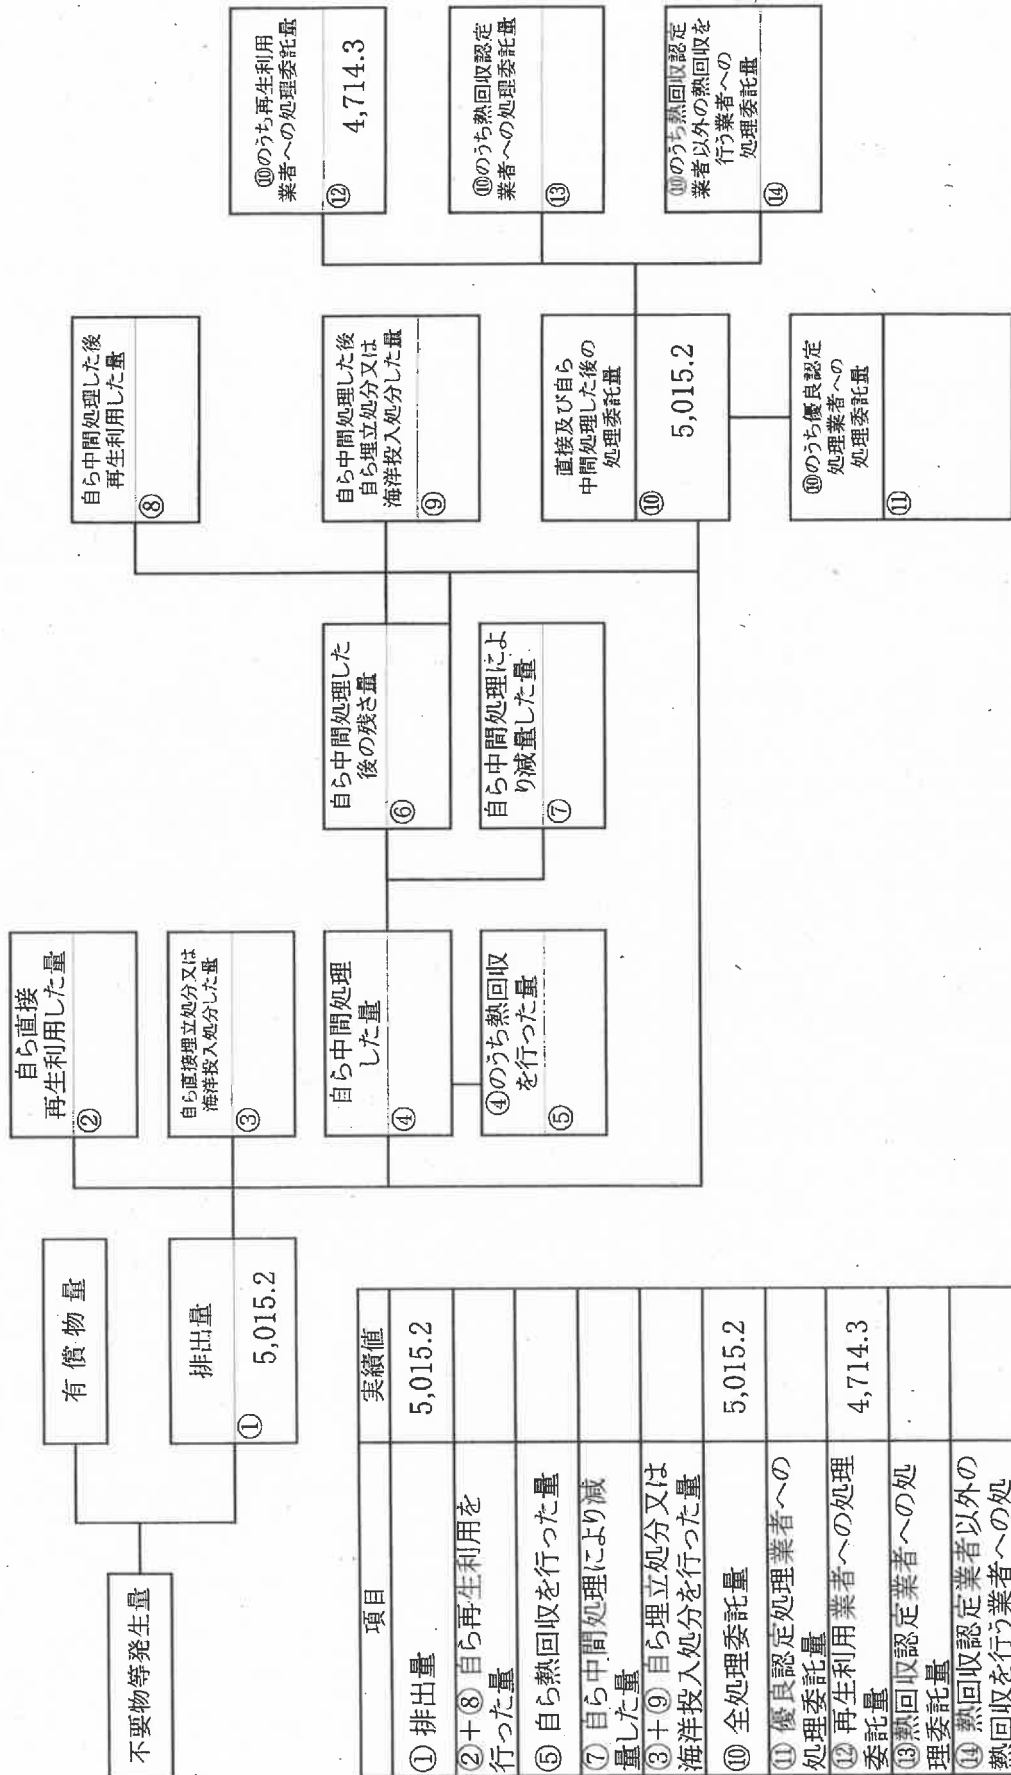 不要物等発生量
有償物量
排出量
①
5,015.2
自ら直接
再生利用した量
②
自ら直接埋立処分又は
海洋投入処分した量
③
自ら中間処理
した量
④
④のうち熱回収
を行った量
⑤
自ら中間処理した
後の残さ量
⑥
自ら中間処理によ
り減量した量
⑦
自ら中間処理した後
再生利用した量
⑧
自ら中間処理した後
自ら埋立処分又は
海洋投入処分した量
⑨
直接及び自ら
中間処理した後の
処理委託量
⑩
5,015.2
⑩のうち優良認定
処理業者への
処理委託量
⑪
⑩のうち再生利用
業者への処理委託量
⑫
4,714.3
⑩のうち熱回収認定
業者への処理委託量
⑬
⑩のうち熱回収認定
業者以外の熱回収を
行う業者への
処理委託量
⑭
項目 実績値
①排出量 5,015.2
②＋⑧ 自ら再生利用を
行った量
⑤ 自ら熱回収を行った量
⑦ 自ら中間処理により減
量した量
③＋⑨ 自ら埋立処分又は
海洋投入処分を行った量
⑩ 全処理委託量 5,015.2
⑪ 優良認定処理業者への
処理委託量
⑫ 再生利用業者への処理
委託量 4,714.3
⑬熱回収認定業者への処
理委託量
⑭ 熱回収認定業者以外の
熱回収を行う業者への処